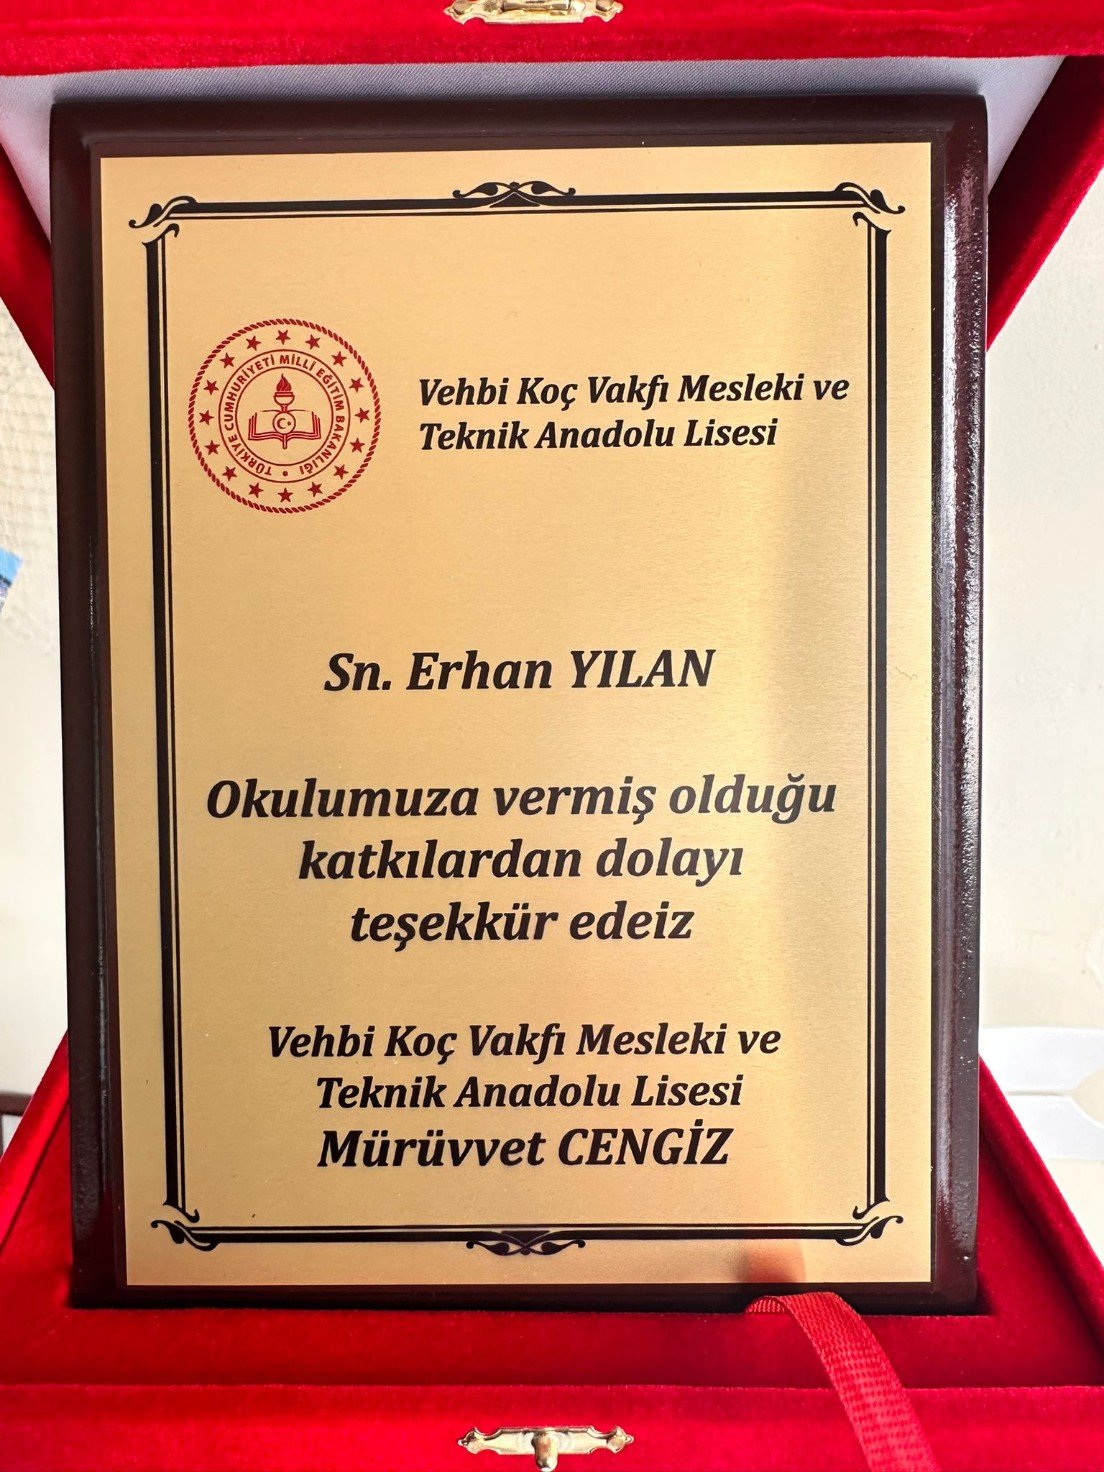 TÜRKİYE CUMHURİYETİ MİLLİ EĞİTİM BAKANLIĞI
Vehbi Koç Vakfı Mesleki ve
Teknik Anadolu Lisesi
Sn. Erhan YILAN
Okulumuza vermiş olduğu
katkılardan dolayı
teşekkür edeiz
Vehbi Koç Vakfı Mesleki ve
Teknik Anadolu Lisesi
Mürüvvet CENGİZ